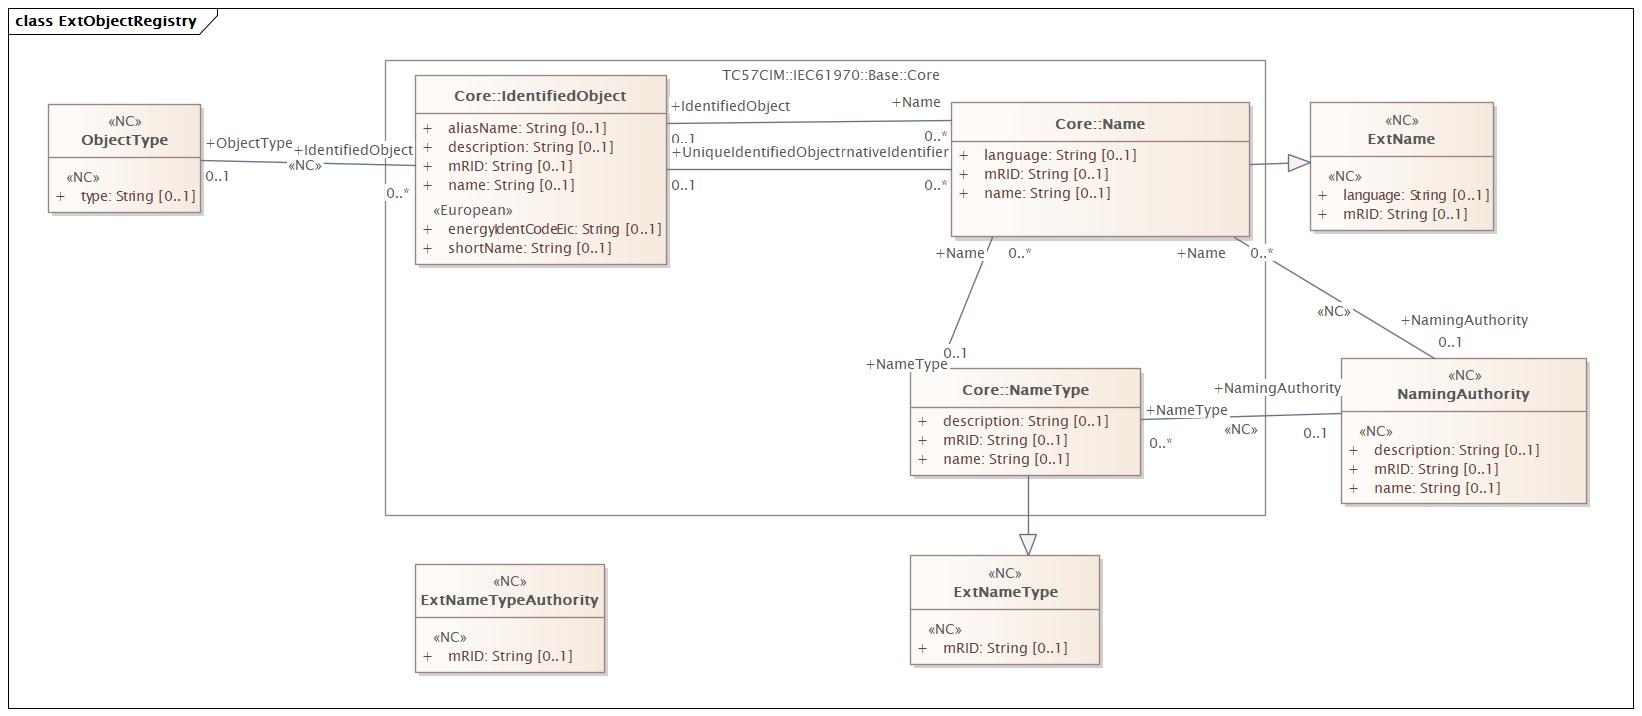 class ExtObjectRegistry
TC57CIM::IEC61970::Base::Core
«NC»
ObjectType
«NC»
+ type: String [0..1]
+ObjectType
0..1
+IdentifiedObject
«NC»
0..*
Core::IdentifiedObject
+ aliasName: String [0..1]
+ description: String [0..1]
+ mRID: String [0..1]
+ name: String [0..1]
«European»
+ energyIdentCodeEic: String [0..1]
+ shortName: String [0..1]
+IdentifiedObject
+Name
0..1
0..*
+UniqueIdentifiedObject
rnativeIdentifier
0..1
0..*
Core::Name
+ language: String [0..1]
+ mRID: String [0..1]
+ name: String [0..1]
«NC»
ExtName
«NC»
+ language: String [0..1]
+ mRID: String [0..1]
+Name
0..*
+Name
0..*
«NC»
+NamingAuthority
0..1
0..1
+NameType
Core::NameType
+ description: String [0..1]
+ mRID: String [0..1]
+ name: String [0..1]
+NamingAuthority
+NameType
«NC»
0..1
0..*
«NC»
NamingAuthority
«NC»
+ description: String [0..1]
+ mRID: String [0..1]
+ name: String [0..1]
«NC»
ExtNameTypeAuthority
«NC»
+ mRID: String [0..1]
«NC»
ExtNameType
«NC»
+ mRID: String [0..1]